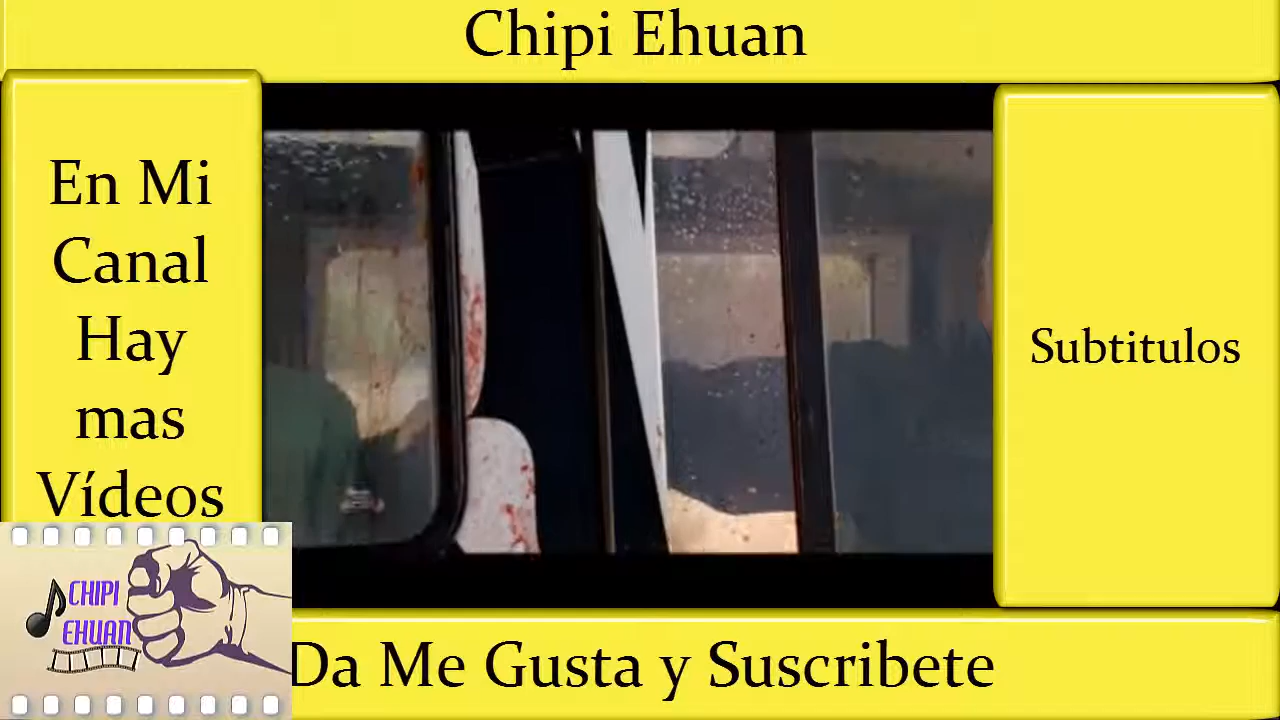 Chipi Ehuan
En Mi
Canal
Hay
mas
Vídeos
Subtitulos
CHIPI
EHUAN
Da Me Gusta y Suscribete